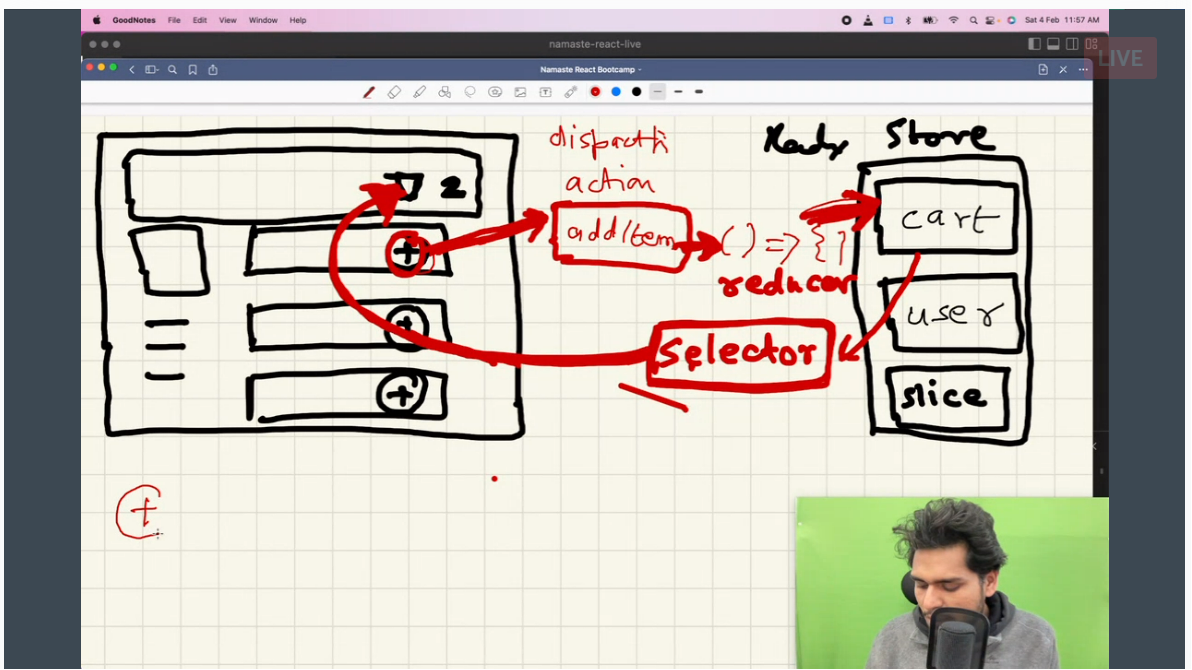 GoodNotes File Edit View Window Help
Sat 4 Feb 11:57 AM
namaste-react-live
LIVE
Namaste React Bootcamp
dispacth
action
Redux Store
2
addItem
() => {}
reducer
cart
user
selector
slice
+
+
+
+